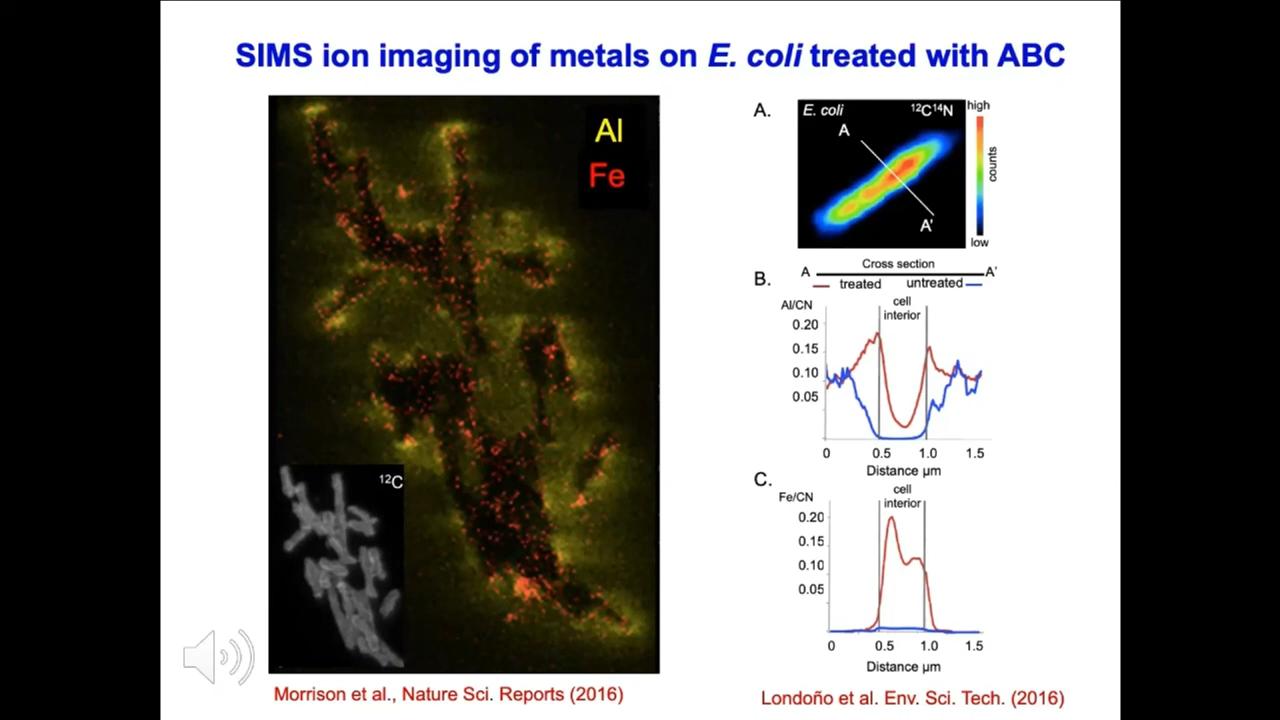 SIMS ion imaging of metals on E. coli treated with ABC
Al
Fe
¹²C
Morrison et al., Nature Sci. Reports (2016)
A.
E. coli
¹²C¹⁴N
A
A'
high
counts
low
Cross section
A
A'
B.
treated
untreated
Al/CN
cell
interior
0.20
0.15
0.10
0.05
0
0.5
1.0
1.5
Distance µm
C.
Fe/CN
cell
interior
0.20
0.15
0.10
0.05
0
0.5
1.0
1.5
Distance µm
Londoño et al. Env. Sci. Tech. (2016)